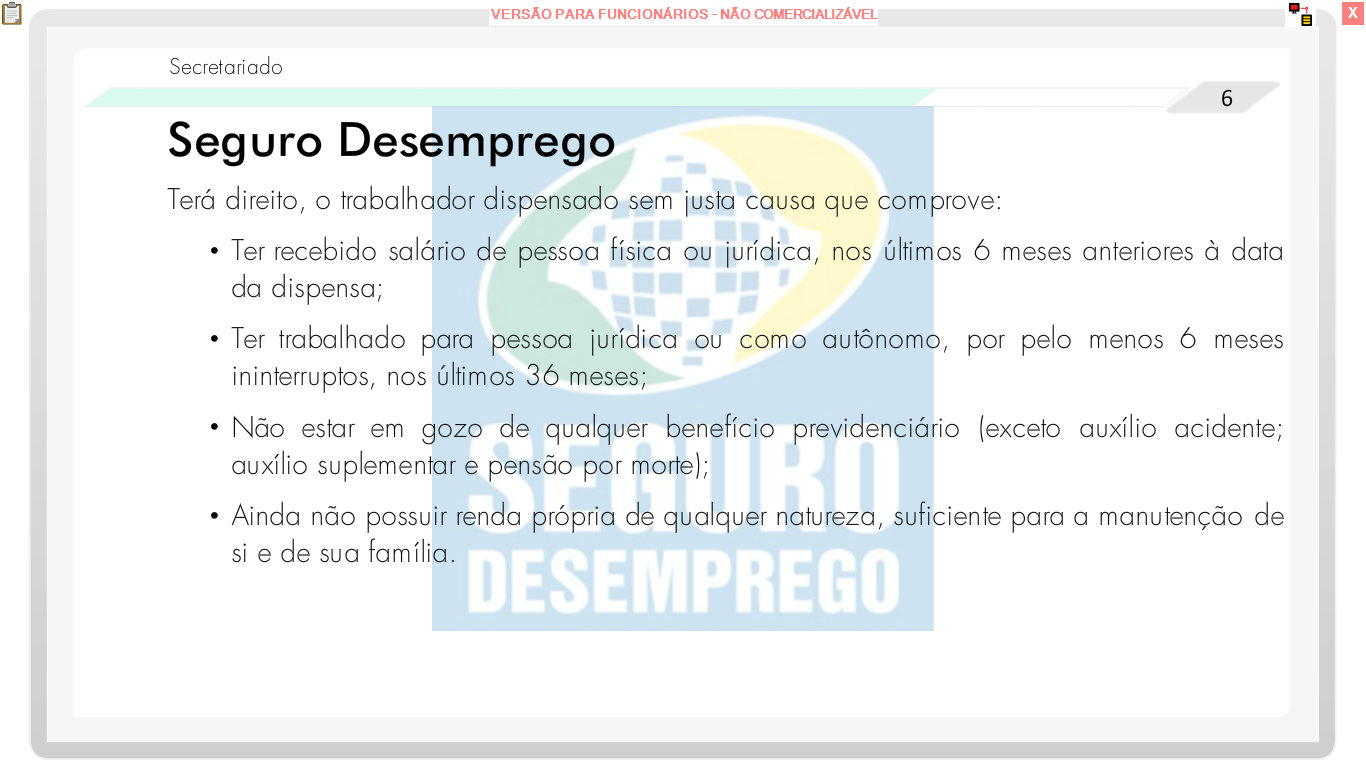 VERSÃO PARA FUNCIONÁRIOS - NÃO COMERCIALIZÁVEL
X
Secretariado
6
Seguro Desemprego
Terá direito, o trabalhador dispensado sem justa causa que comprove:
• Ter recebido salário de pessoa física ou jurídica, nos últimos 6 meses anteriores à data
da dispensa;
• Ter trabalhado para pessoa jurídica ou como autônomo, por pelo menos 6 meses
ininterruptos, nos últimos 36 meses;
• Não estar em gozo de qualquer benefício previdenciário (exceto auxílio acidente;
auxílio suplementar e pensão por morte);
• Ainda não possuir renda própria de qualquer natureza, suficiente para a manutenção de
si e de sua família.
SEGURO
DESEMPREGO